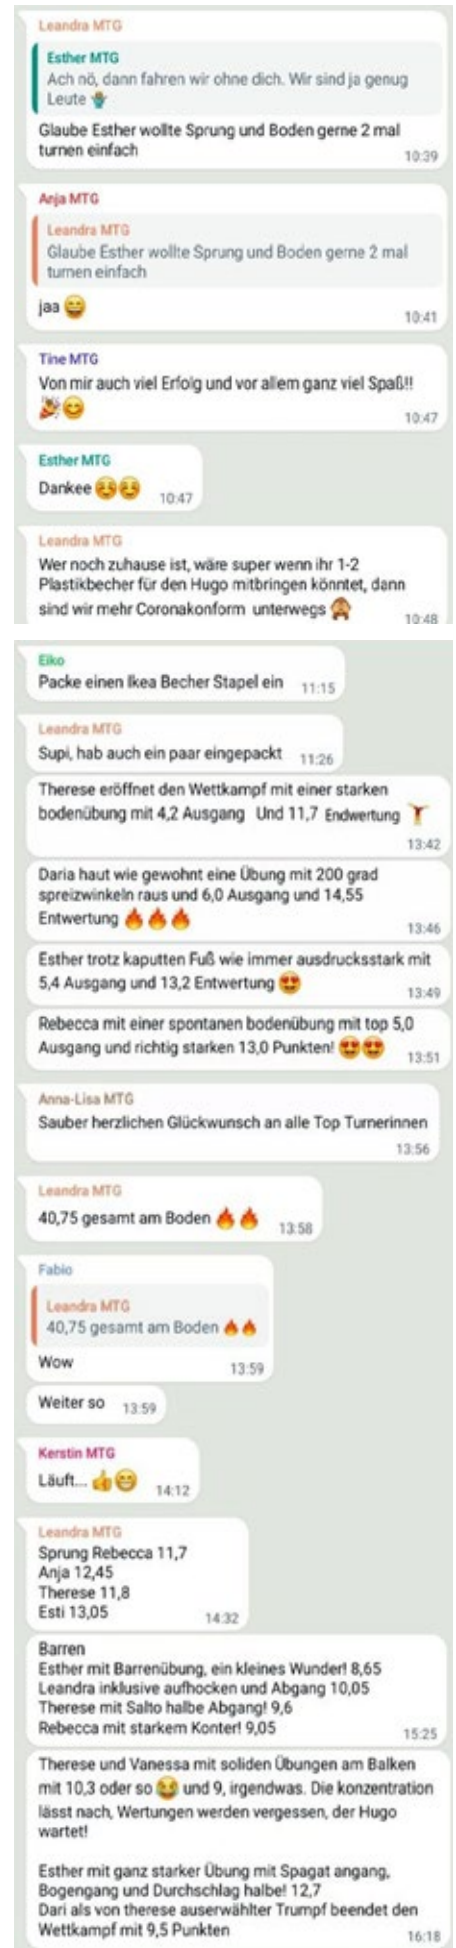 Leandra MTG
Esther MTG
Ach nö, dann fahren wir ohne dich. Wir sind ja genug
Leute 🤷
Glaube Esther wollte Sprung und Boden gerne 2 mal
turnen einfach
10:39
Anja MTG
Leandra MTG
Glaube Esther wollte Sprung und Boden gerne 2 mal
turnen einfach
jaa 😄
10:41
Tine MTG
Von mir auch viel Erfolg und vor allem ganz viel Spaß!!
🎉😊
10:47
Esther MTG
Dankee ☺️☺️ 10:47
Leandra MTG
Wer noch zuhause ist, wäre super wenn ihr 1-2
Plastikbecher für den Hugo mitbringen könntet, dann
sind wir mehr Coronakonform unterwegs 🙈
10:48
Eiko
Packe einen Ikea Becher Stapel ein 11:15
Leandra MTG
Supi, hab auch ein paar eingepackt 11:26
Therese eröffnet den Wettkampf mit einer starken
bodenübung mit 4,2 Ausgang Und 11,7 Endwertung 🤸
13:42
Daria haut wie gewohnt eine Übung mit 200 grad
spreizwinkeln raus und 6,0 Ausgang und 14,55
Entwertung 🔥🔥🔥
13:46
Esther trotz kaputten Fuß wie immer ausdrucksstark mit
5,4 Ausgang und 13,2 Entwertung 😍
13:49
Rebecca mit einer spontanen bodenübung mit top 5,0
Ausgang und richtig starken 13,0 Punkten! 😍😍
13:51
Anna-Lisa MTG
Sauber herzlichen Glückwunsch an alle Top Turnerinnen
13:56
Leandra MTG
40,75 gesamt am Boden 🔥🔥 13:58
Fabio
Leandra MTG
40,75 gesamt am Boden 🔥🔥
Wow
13:59
Weiter so 13:59
Kerstin MTG
Läuft... 👍😁 14:12
Leandra MTG
Sprung Rebecca 11,7
Anja 12,45
Therese 11,8
Esti 13,05
14:32
Barren
Esther mit Barrenübung, ein kleines Wunder! 8,65
Leandra inklusive aufhocken und Abgang 10,05
Therese mit Salto halbe Abgang! 9,6
Rebecca mit starkem Konter! 9,05
15:25
Therese und Vanessa mit soliden Übungen am Balken
mit 10,3 oder so 😂 und 9, irgendwas. Die konzentration
lässt nach, Wertungen werden vergessen, der Hugo
wartet!
Esther mit ganz starker Übung mit Spagat angang,
Bogengang und Durchschlag halbe! 12,7
Dari als von therese auserwählter Trumpf beendet den
Wettkampf mit 9,5 Punkten
16:18